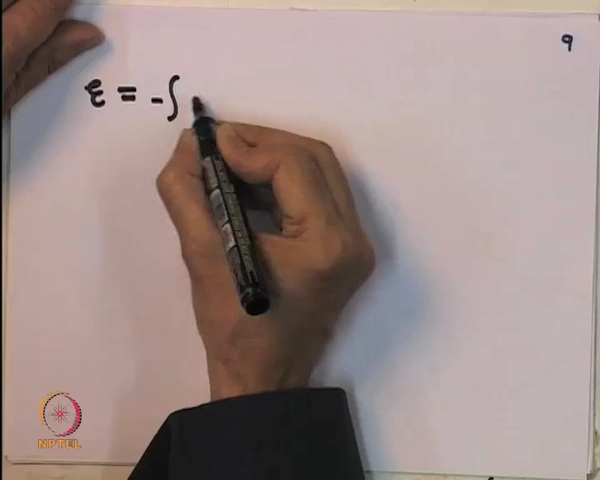 9
ε = - ∫
NPTEL